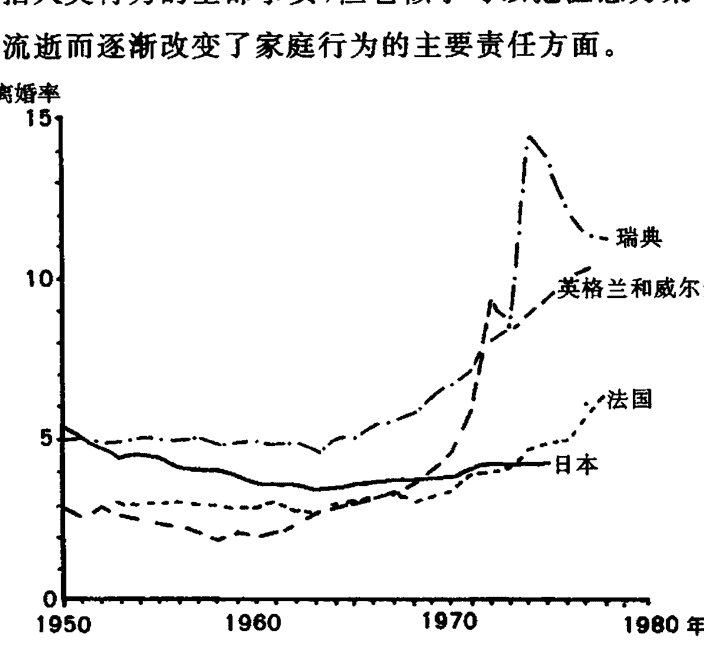 流逝而逐渐改变了家庭行为的主要责任方面。
离婚率
15
瑞典
10
英格兰和威尔
法国
5
日本
0
1950 1960 1970 1980 年